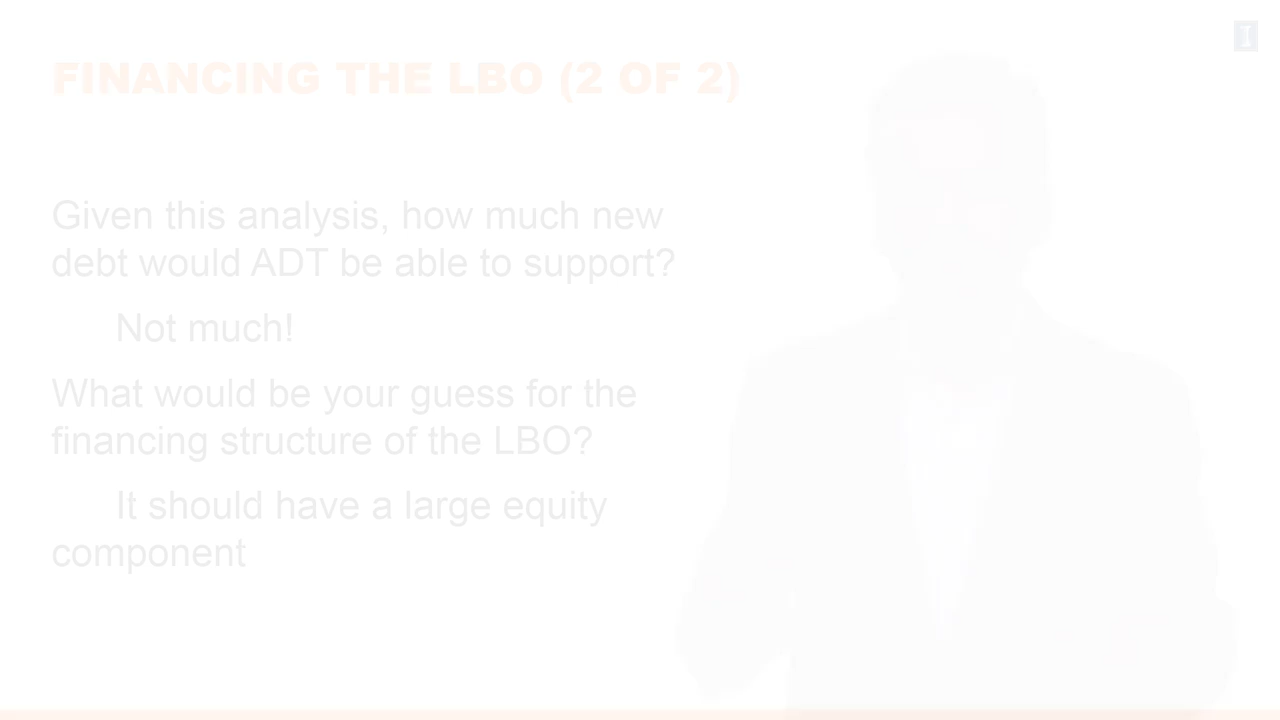 FINANCING THE LBO (2 OF 2)
Given this analysis, how much new
debt would ADT be able to support?
Not much!
What would be your guess for the
financing structure of the LBO?
It should have a large equity
component